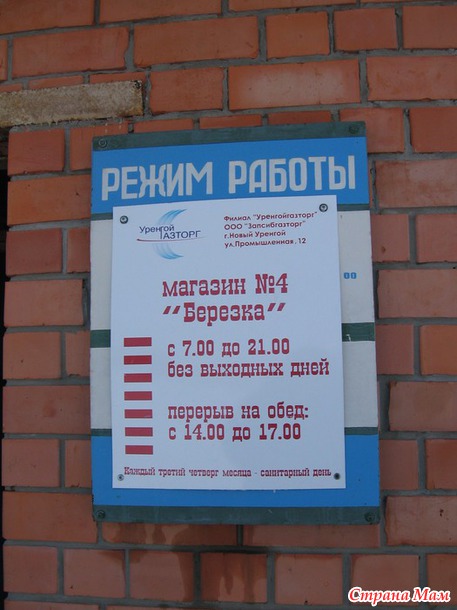 РЕЖИМ РАБОТЫ
Уренгой
ГАЗТОРГ
Филиал "Уренгойгазторг"
ООО "Запсибгазторг"
г.Новый Уренгой
ул.Промышленная, 12
магазин №4
"Березка"
с 7.00 до 21.00
без выходных дней
перерыв на обед:
с 14.00 до 17.00
Каждый третий четверг месяца - санитарный день
Страна Мам